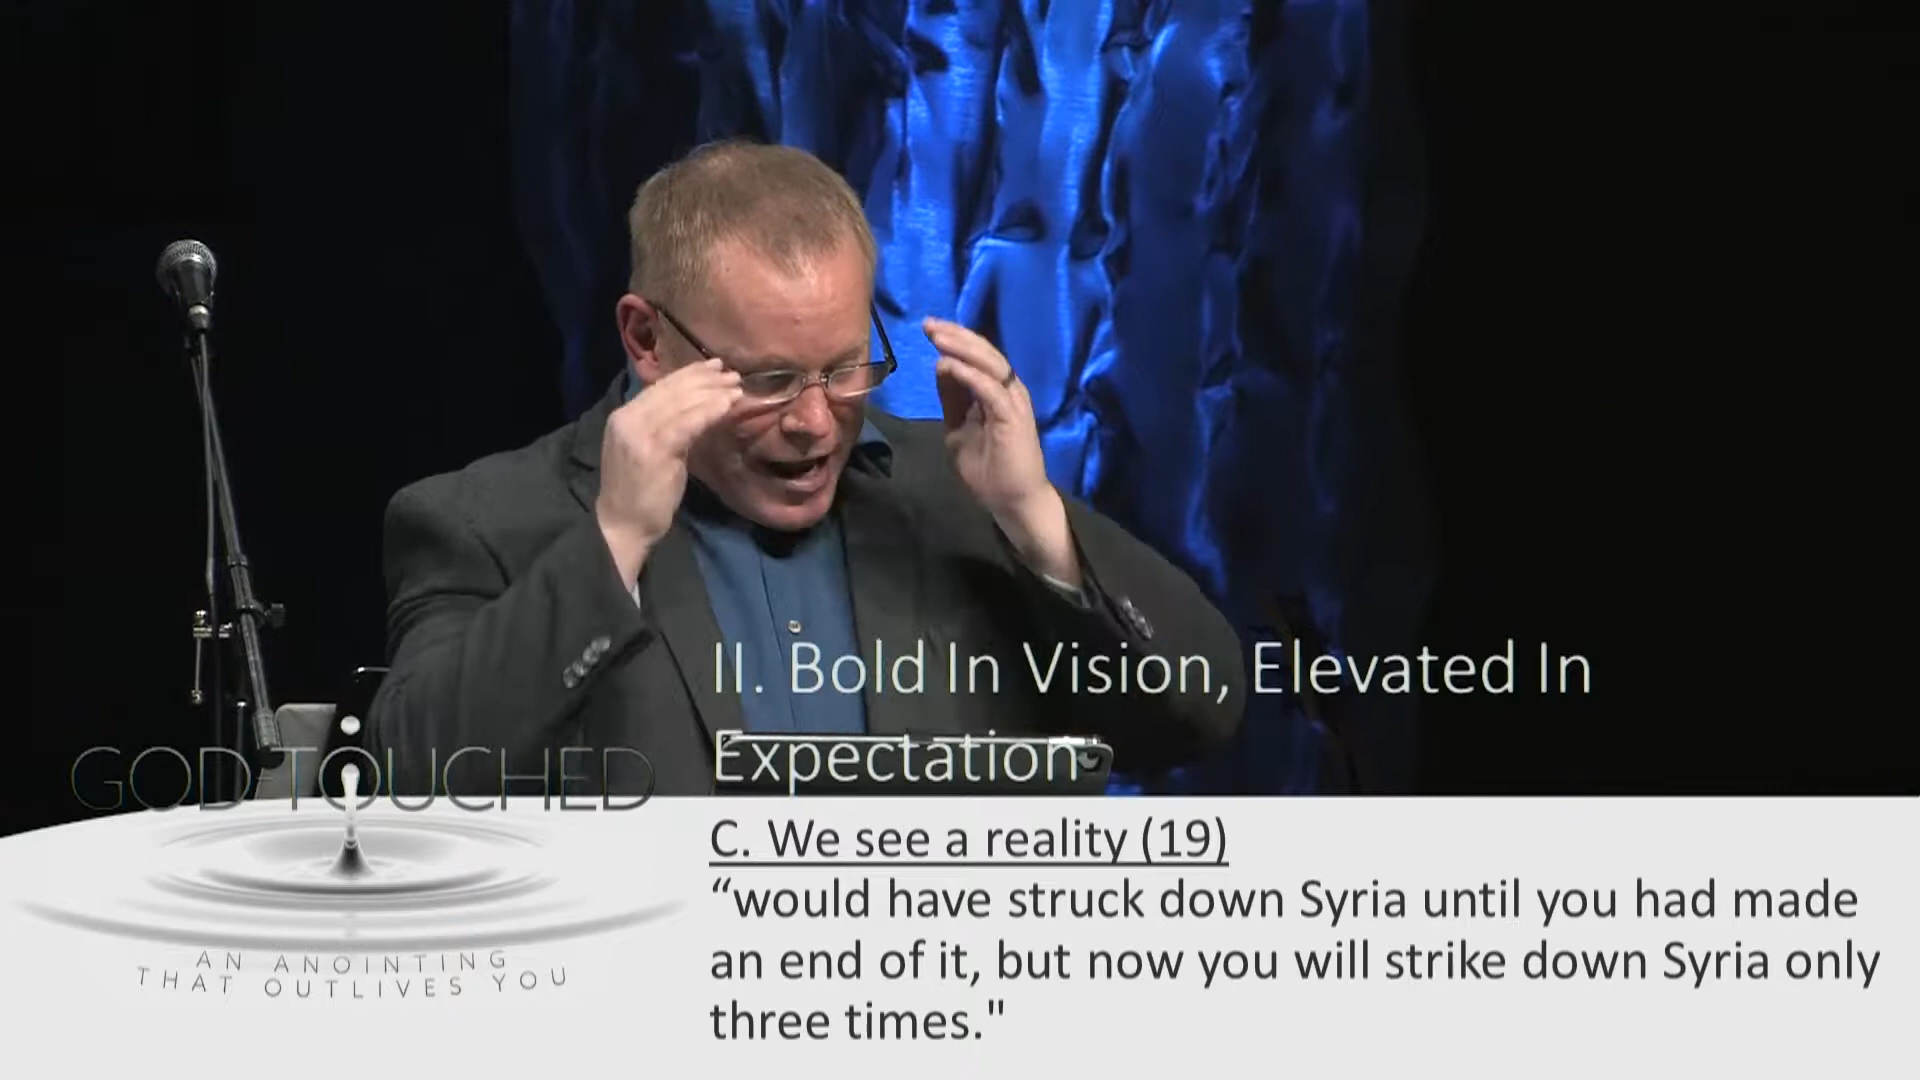 II. Bold In Vision, Elevated In
Expectation
GOD-TOUCHED
AN ANOINTING
THAT OUTLIVES YOU
C. We see a reality (19)
“would have struck down Syria until you had made
an end of it, but now you will strike down Syria only
three times."